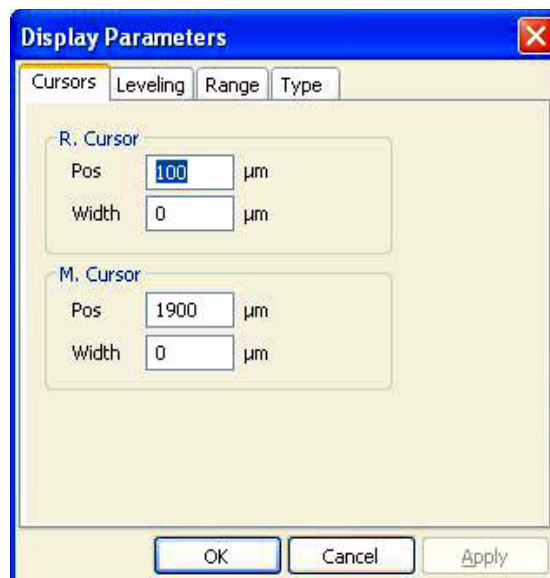 Display Parameters
Cursors Leveling Range Type
R. Cursor
Pos 100 µm
Width 0 µm
M. Cursor
Pos 1900 µm
Width 0 µm
OK Cancel Apply